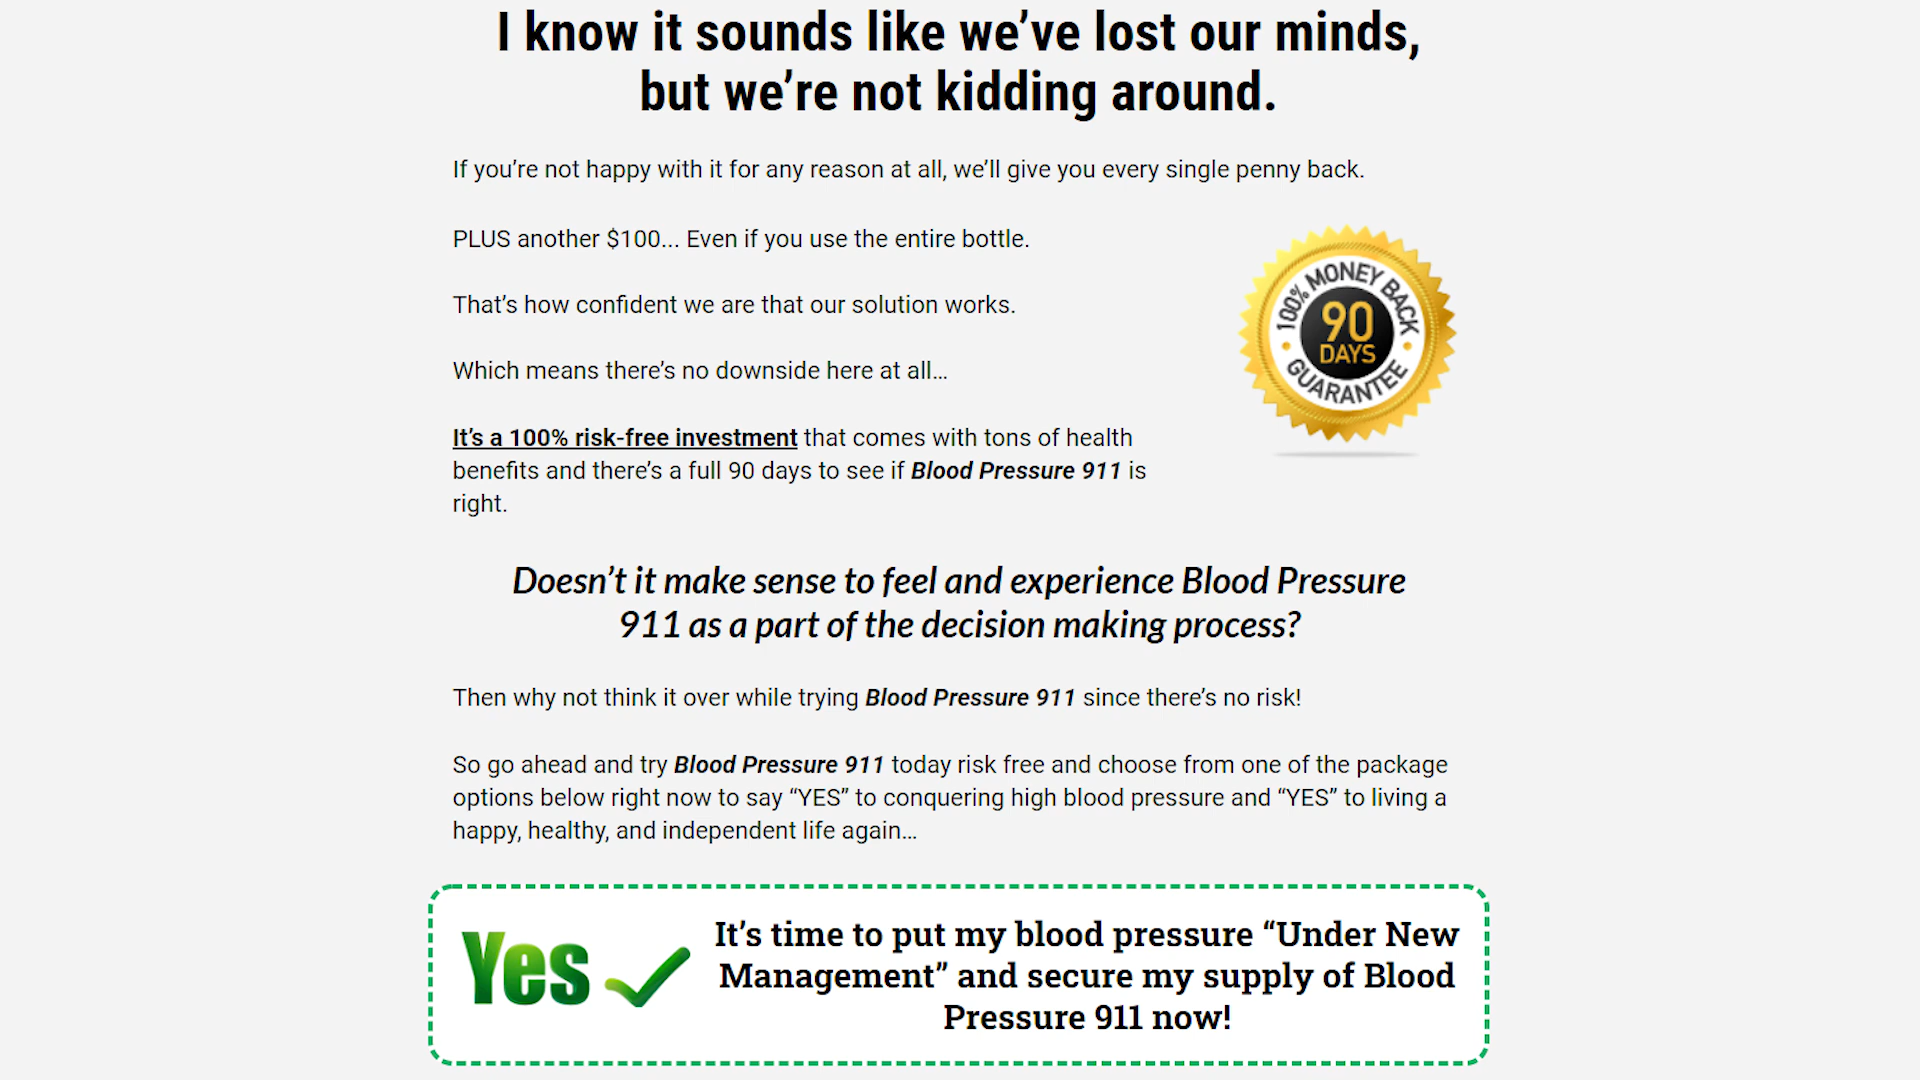 I know it sounds like we’ve lost our minds,
but we’re not kidding around.
If you’re not happy with it for any reason at all, we’ll give you every single penny back.
PLUS another $100... Even if you use the entire bottle.
That’s how confident we are that our solution works.
Which means there’s no downside here at all…
It’s a 100% risk-free investment that comes with tons of health
benefits and there’s a full 90 days to see if Blood Pressure 911 is
right.
100% MONEY BACK
90
DAYS
GUARANTEE
Doesn’t it make sense to feel and experience Blood Pressure
911 as a part of the decision making process?
Then why not think it over while trying Blood Pressure 911 since there’s no risk!
So go ahead and try Blood Pressure 911 today risk free and choose from one of the package
options below right now to say “YES” to conquering high blood pressure and “YES” to living a
happy, healthy, and independent life again…
Yes
It’s time to put my blood pressure “Under New
Management” and secure my supply of Blood
Pressure 911 now!